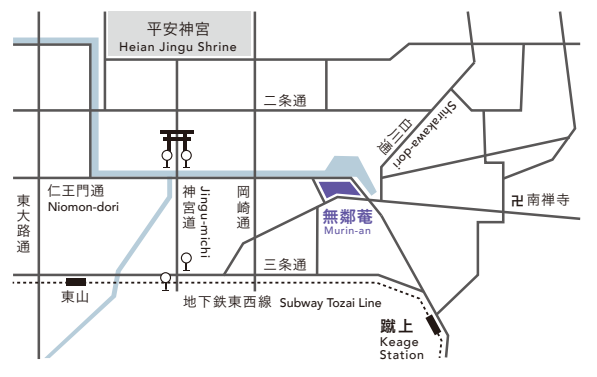 平安神宮
Heian Jingu Shrine
二条通
白川通
Shirakawa-dori
仁王門通
Niomon-dori
東大路通
神宮道
Jingu-michi
岡崎通
無鄰菴
Murin-an
卍 南禅寺
三条通
東山
地下鉄東西線 Subway Tozai Line
蹴上
Keage
Station